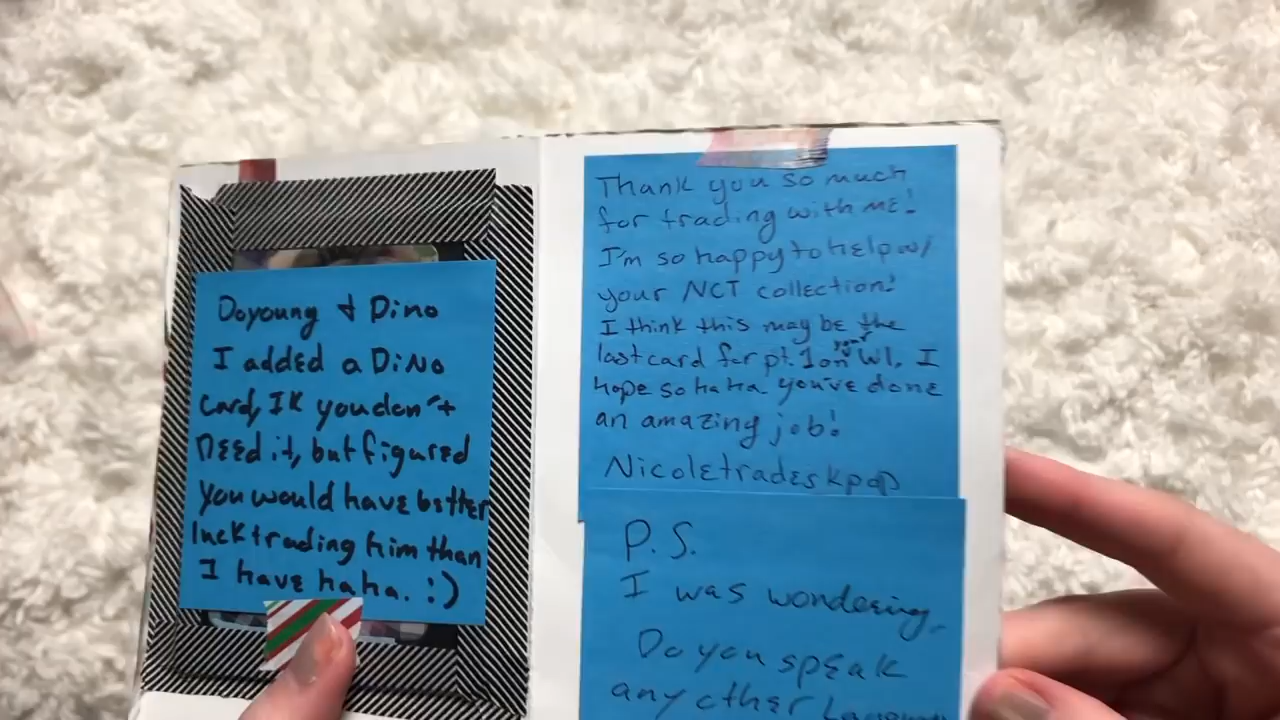 Doyoung & Dino
I added a Dino
card, IK you don't
need it, but figured
you would have better
luck trading him than
I have haha. :)
Thank you so much
for trading with me!
I'm so happy to help w/
your NCT collection!
I think this may be the
last card for pt. 1 on your WL. I
hope so haha. you've done
an amazing job!
Nicoletradeskpop
P.S.
I was wondering,
Do you speak
any other